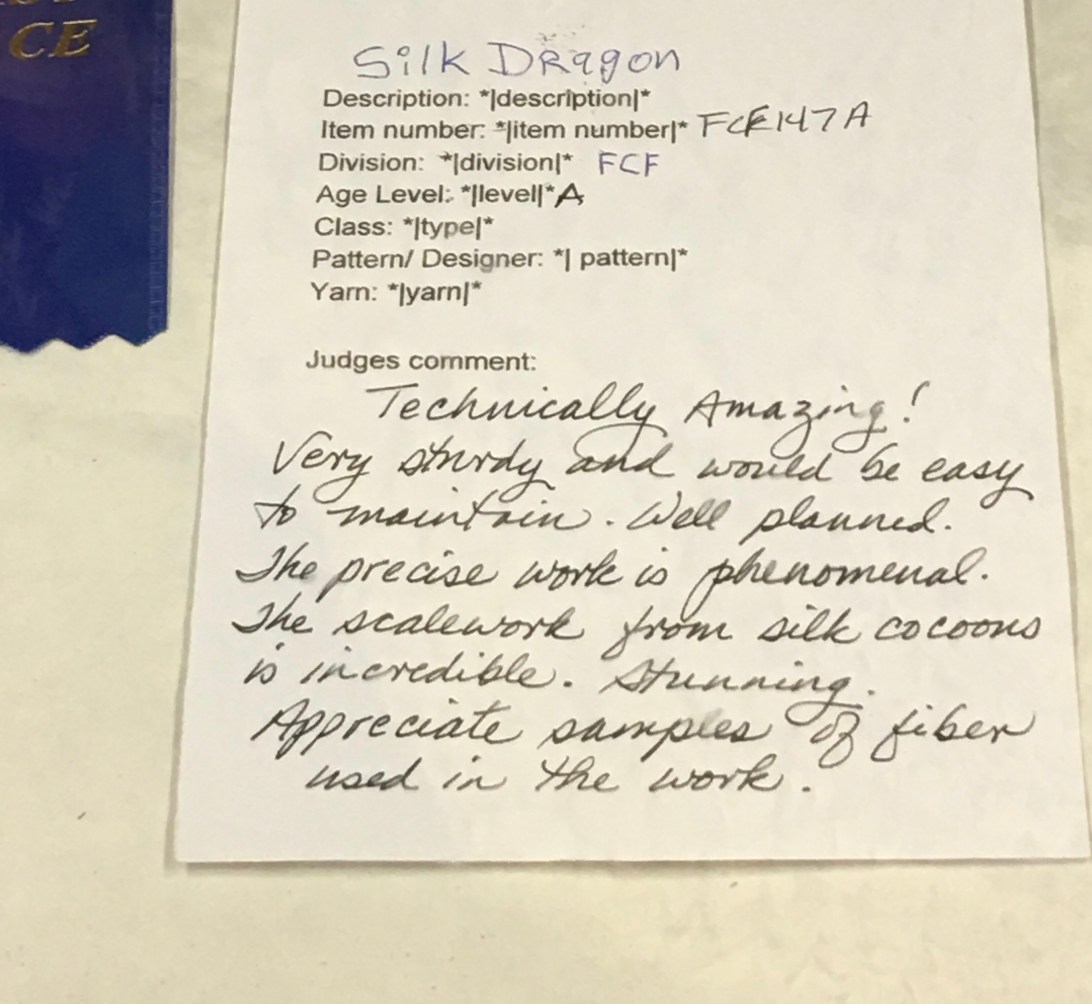 CE
Silk Dragon
Description: *|description|*
Item number: *|item number|* FCF147A
Division: *|division|* FCF
Age Level: *|level|* A
Class: *|type|*
Pattern/ Designer: *| pattern|*
Yarn: *|yarn|*
Judges comment:
Technically Amazing!
Very sturdy and would be easy
to maintain. Well planned.
The precise work is phenomenal.
The scalework from silk cocoons
is incredible. Stunning.
Appreciate samples of fiber
used in the work.